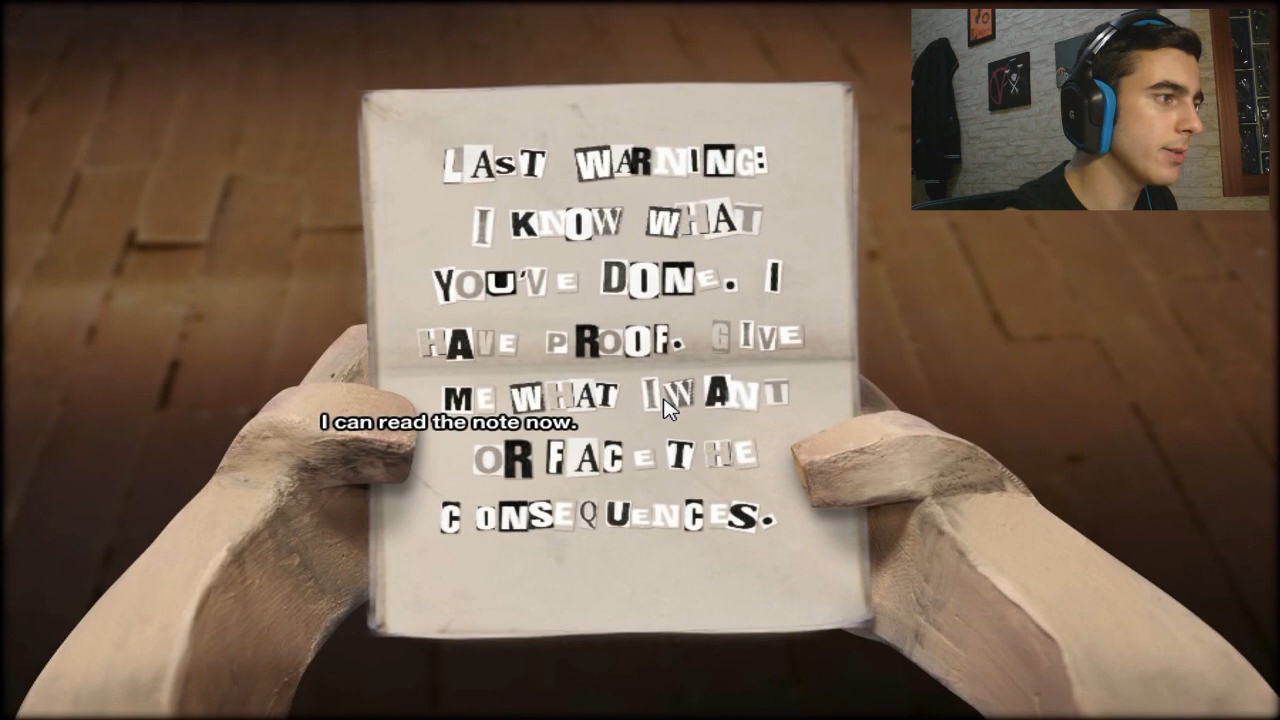 LAST WARNING:
I KNOW WHAT
YOU'VE DONE. I
HAVE PROOF. GIVE
ME WHAT I WANT
I can read the note now.
OR FACE THE
CONSEQUENCES.